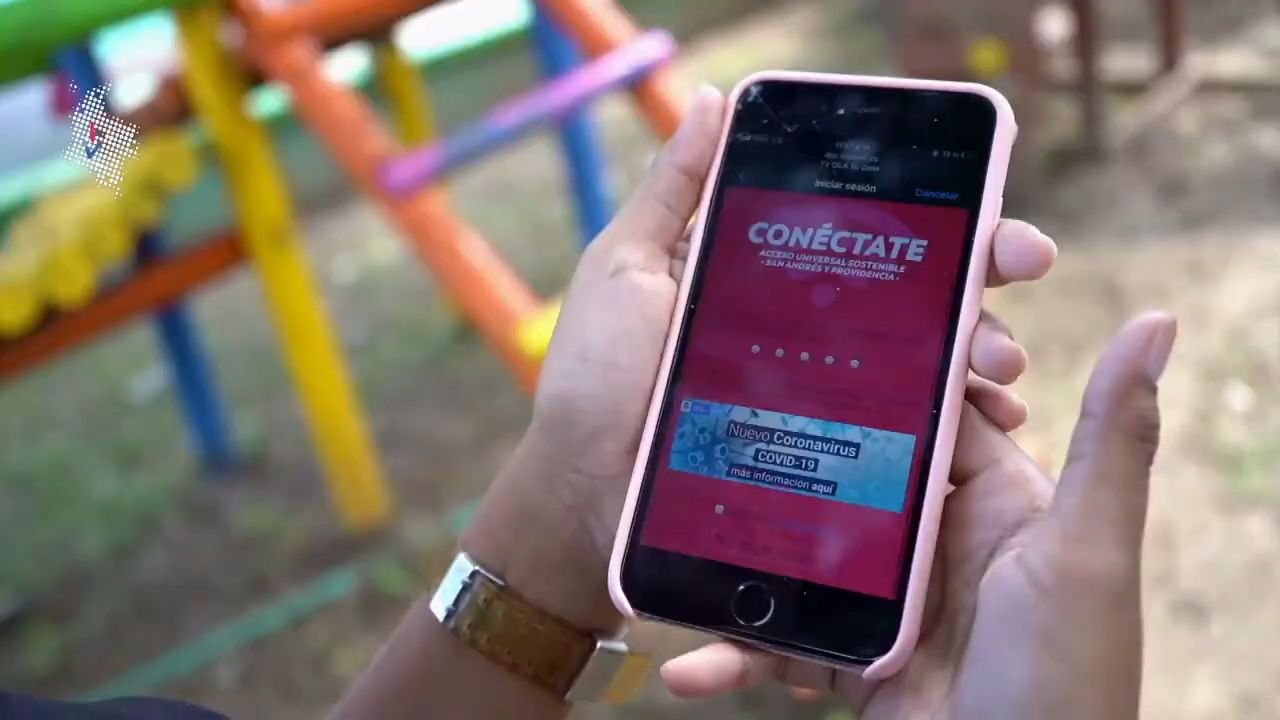 Iniciar sesión
Cancelar
CONÉCTATE
ACCESO UNIVERSAL SOSTENIBLE
- SAN ANDRÉS Y PROVIDENCIA -
Nuevo Coronavirus
COVID-19
más información aquí